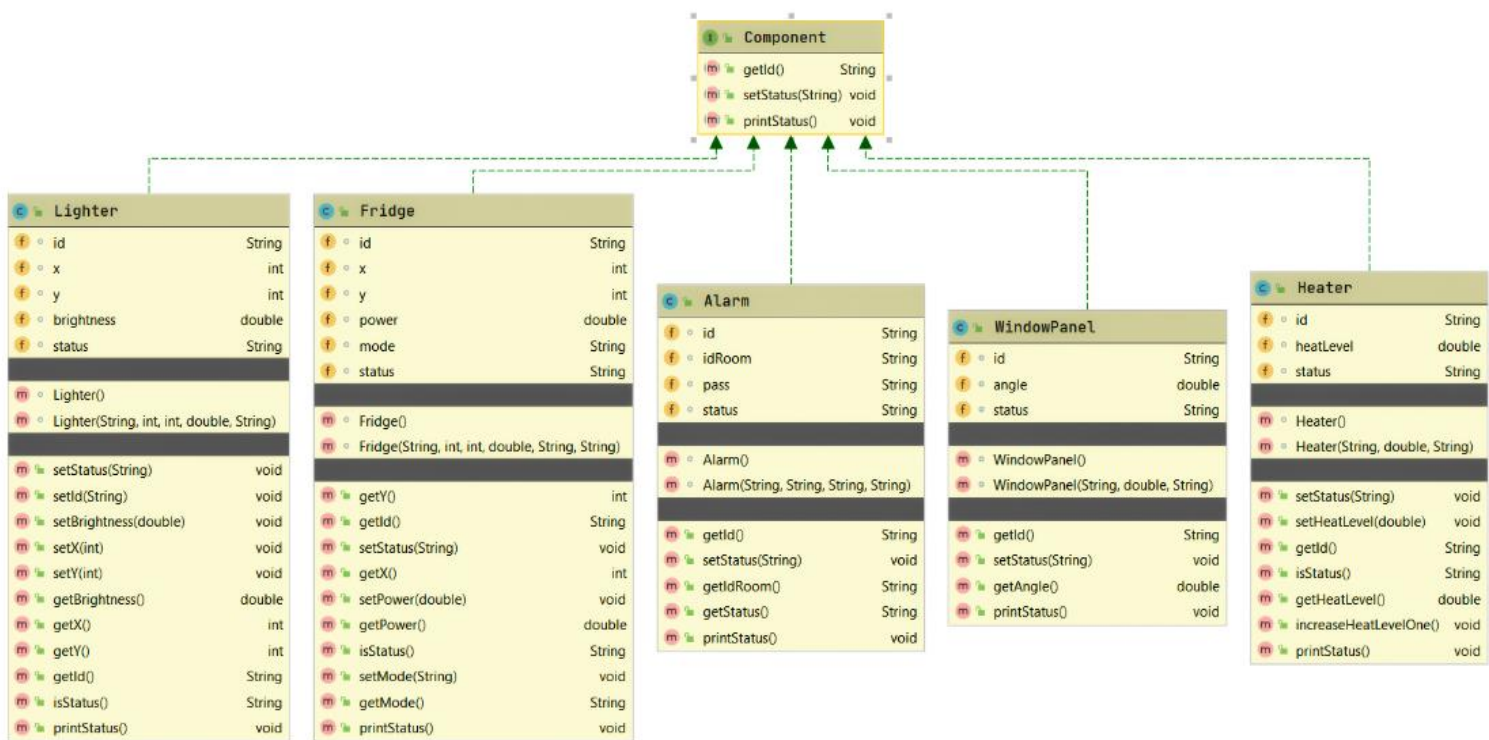 Component
getId() String
setStatus(String) void
printStatus() void
Lighter
id String
x int
y int
brightness double
status String
Lighter()
Lighter(String, int, int, double, String)
setStatus(String) void
setId(String) void
setBrightness(double) void
setX(int) void
setY(int) void
getBrightness() double
getX() int
getY() int
getId() String
isStatus() String
printStatus() void
Fridge
id String
x int
y int
power double
mode String
status String
Fridge()
Fridge(String, int, int, double, String, String)
getY() int
getId() String
setStatus(String) void
getX() int
setPower(double) void
getPower() double
isStatus() String
setMode(String) void
getMode() String
printStatus() void
Alarm
id String
idRoom String
pass String
status String
Alarm()
Alarm(String, String, String, String)
getId() String
setStatus(String) void
getIdRoom() String
getStatus() String
printStatus() void
WindowPanel
id String
angle double
status String
WindowPanel()
WindowPanel(String, double, String)
getId() String
setStatus(String) void
getAngle() double
printStatus() void
Heater
id String
heatLevel double
status String
Heater()
Heater(String, double, String)
setStatus(String) void
setHeatLevel(double) void
getId() String
isStatus() String
getHeatLevel() double
increaseHeatLevelOne() void
printStatus() void